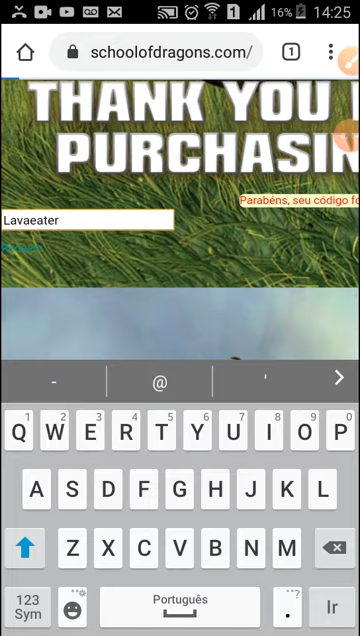 1 16% 14:25
schoolofdragons.com/ 1
THANK YOU
PURCHASIN
Parabéns, seu código fo
Lavaeater
- @ '
1 2 3 4 5 6 7 8 9 0
Q W E R T Y U I O P
A S D F G H J K L
Z X C V B N M
123 Português . ? Ir
Sym